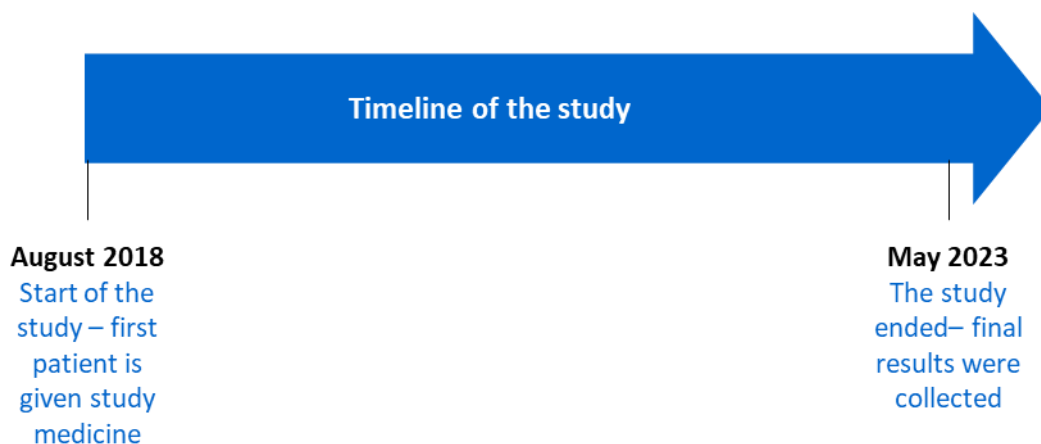 Timeline of the study
August 2018
Start of the
study – first
patient is
given study
medicine
May 2023
The study
ended– final
results were
collected